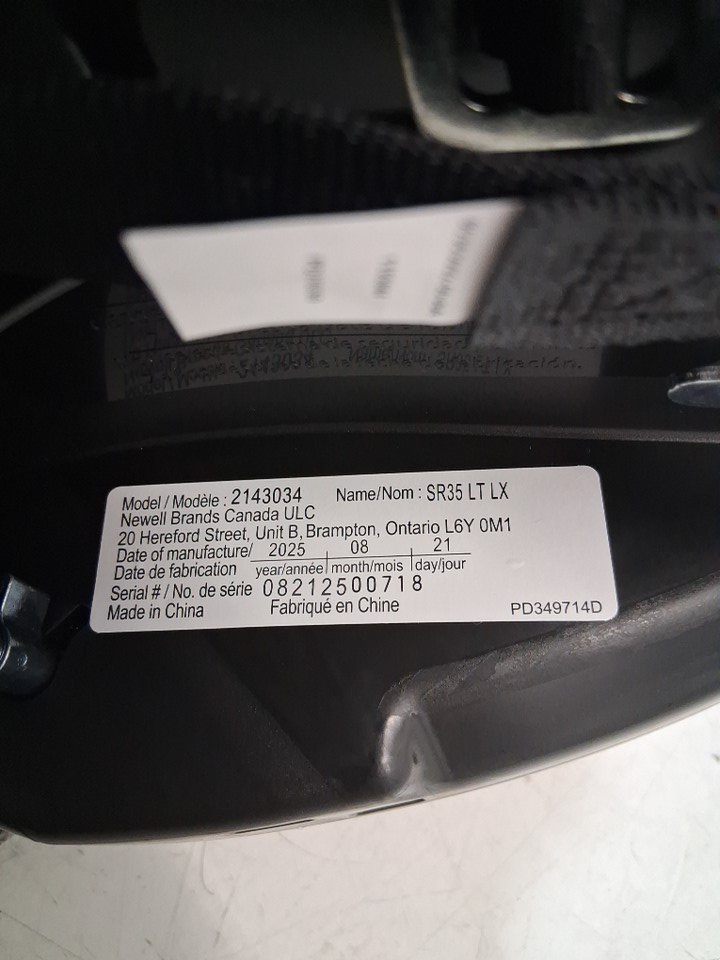 Model / Modèle : 2143034 Name/Nom : SR35 LT LX
Newell Brands Canada ULC
20 Hereford Street, Unit B, Brampton, Ontario L6Y 0M1
Date of manufacture/ 2025 08 21
Date de fabrication year/année month/mois day/jour
Serial # / No. de série 08212500718
Made in China Fabriqué en Chine PD349714D